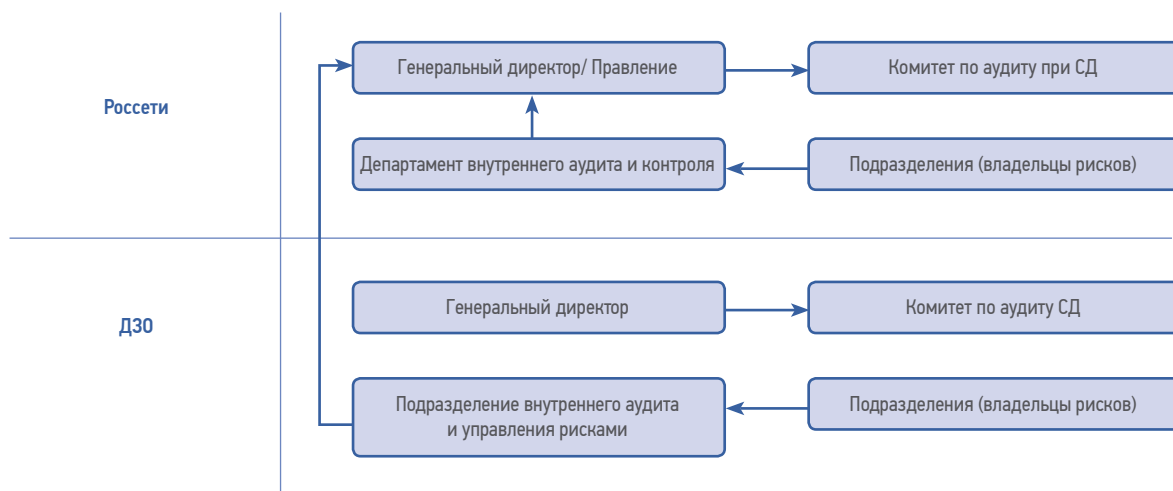 Россети
Генеральный директор/ Правление
Комитет по аудиту при СД
Департамент внутреннего аудита и контроля
Подразделения (владельцы рисков)
ДЗО
Генеральный директор
Комитет по аудиту СД
Подразделение внутреннего аудита
и управления рисками
Подразделения (владельцы рисков)